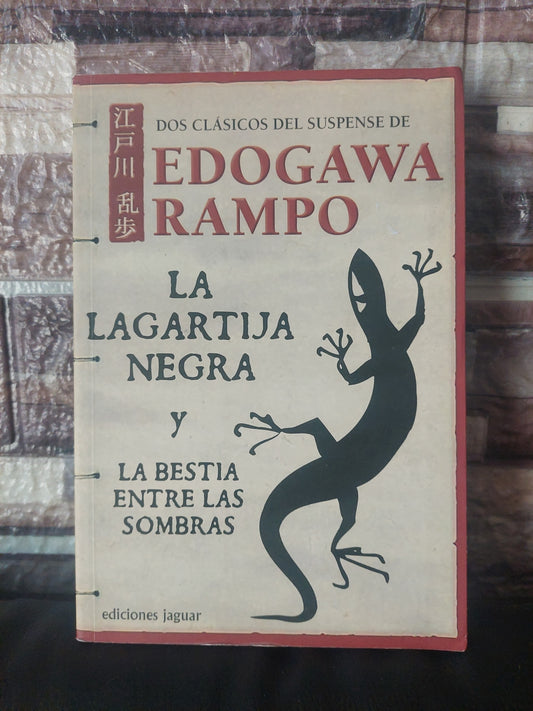 江戸川 乱歩
DOS CLÁSICOS DEL SUSPENSE DE
EDOGAWA
RAMPO
LA
LAGARTIJA
NEGRA
y
LA BESTIA
ENTRE LAS
SOMBRAS
ediciones jaguar